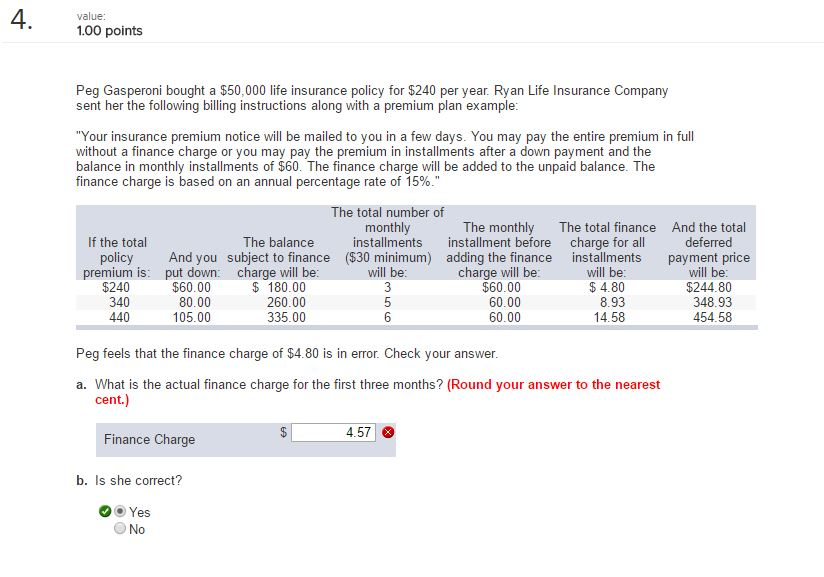 4.
value:
1.00 points
Peg Gasperoni bought a $50,000 life insurance policy for $240 per year. Ryan Life Insurance Company
sent her the following billing instructions along with a premium plan example:
"Your insurance premium notice will be mailed to you in a few days. You may pay the entire premium in full
without a finance charge or you may pay the premium in installments after a down payment and the
balance in monthly installments of $60. The finance charge will be added to the unpaid balance. The
finance charge is based on an annual percentage rate of 15%."
The total number of
monthly The monthly The total finance And the total
If the total The balance installments installment before charge for all deferred
policy And you subject to finance ($30 minimum) adding the finance installments payment price
premium is: put down: charge will be: will be: charge will be: will be: will be:
$240 $60.00 $ 180.00 3 $60.00 $ 4.80 $244.80
340 80.00 260.00 5 60.00 8.93 348.93
440 105.00 335.00 6 60.00 14.58 454.58
Peg feels that the finance charge of $4.80 is in error. Check your answer.
a. What is the actual finance charge for the first three months? (Round your answer to the nearest
cent.)
Finance Charge $ 4.57
b. Is she correct?
Yes
No